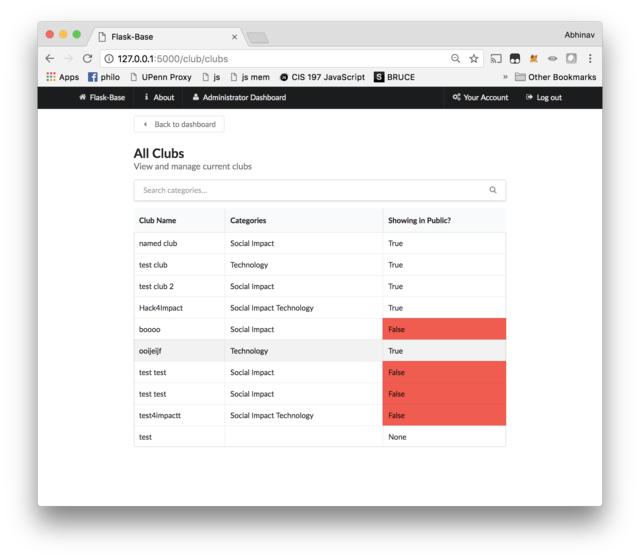 Flask-Base
Abhinav
127.0.0.1:5000/club/clubs
Apps philo UPenn Proxy js js mem CIS 197 JavaScript S BRUCE » Other Bookmarks
Flask-Base About Administrator Dashboard Your Account Log out
Back to dashboard
All Clubs
View and manage current clubs
Search categories...
Club Name Categories Showing in Public?
named club Social Impact True
test club Technology True
test club 2 Social Impact True
Hack4Impact Social Impact Technology True
boooo Social Impact False
ooijeijf Technology True
test test Social Impact False
test test Social Impact False
test4impactt Social Impact Technology False
test None